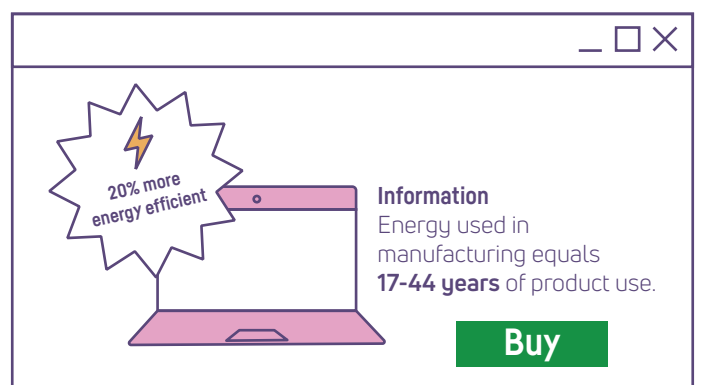 20% more
energy efficient
Information
Energy used in
manufacturing equals
17-44 years of product use.
Buy